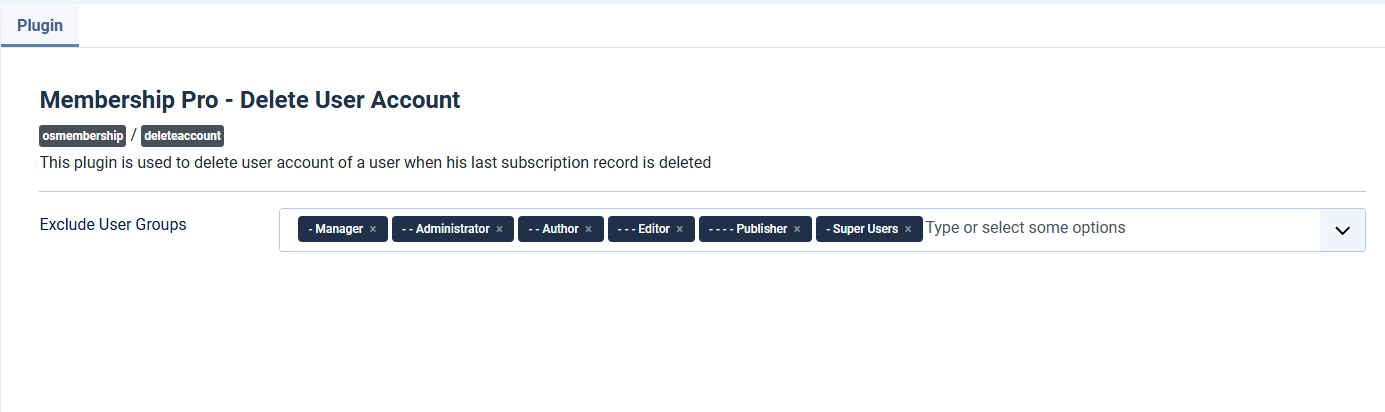 Plugin
Membership Pro - Delete User Account
osmembership / deleteaccount
This plugin is used to delete user account of a user when his last subscription record is deleted
Exclude User Groups
- Manager × - - Administrator × - - Author × - - - Editor × - - - - Publisher × - Super Users × Type or select some options